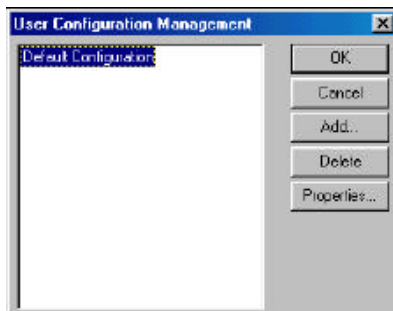 User Configuration Management
Default Configuration
OK
Cancel
Add...
Delete
Properties...